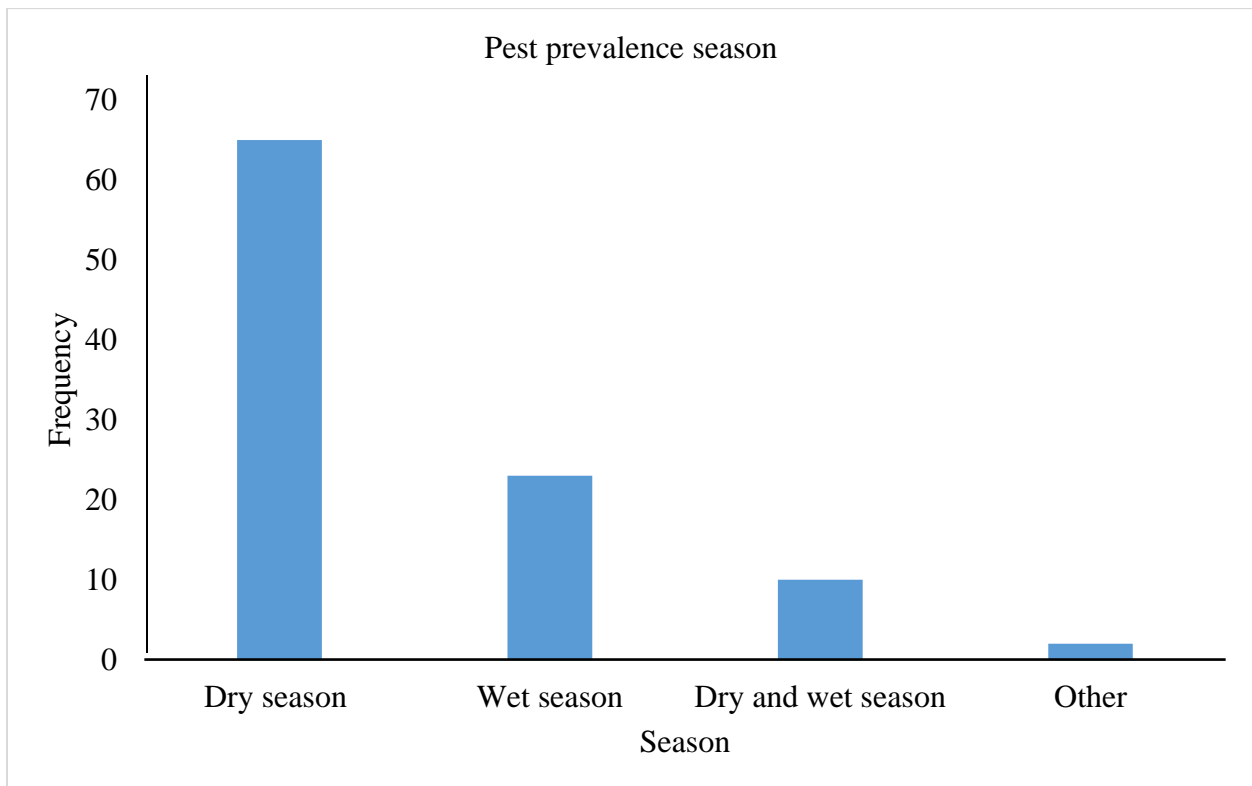 Pest prevalence season
70
60
50
40
30
20
10
0
Frequency
Dry season
Wet season
Dry and wet season
Other
Season